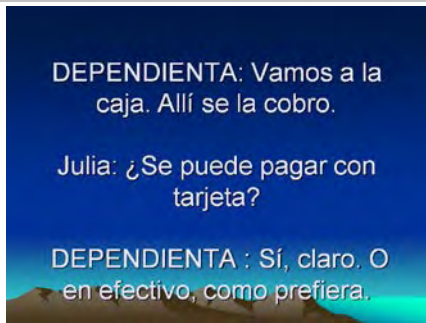 DEPENDIENTA: Vamos a la
caja. Allí se la cobro.
Julia: ¿Se puede pagar con
tarjeta?
DEPENDIENTA : Sí, claro. O
en efectivo, como prefiera.